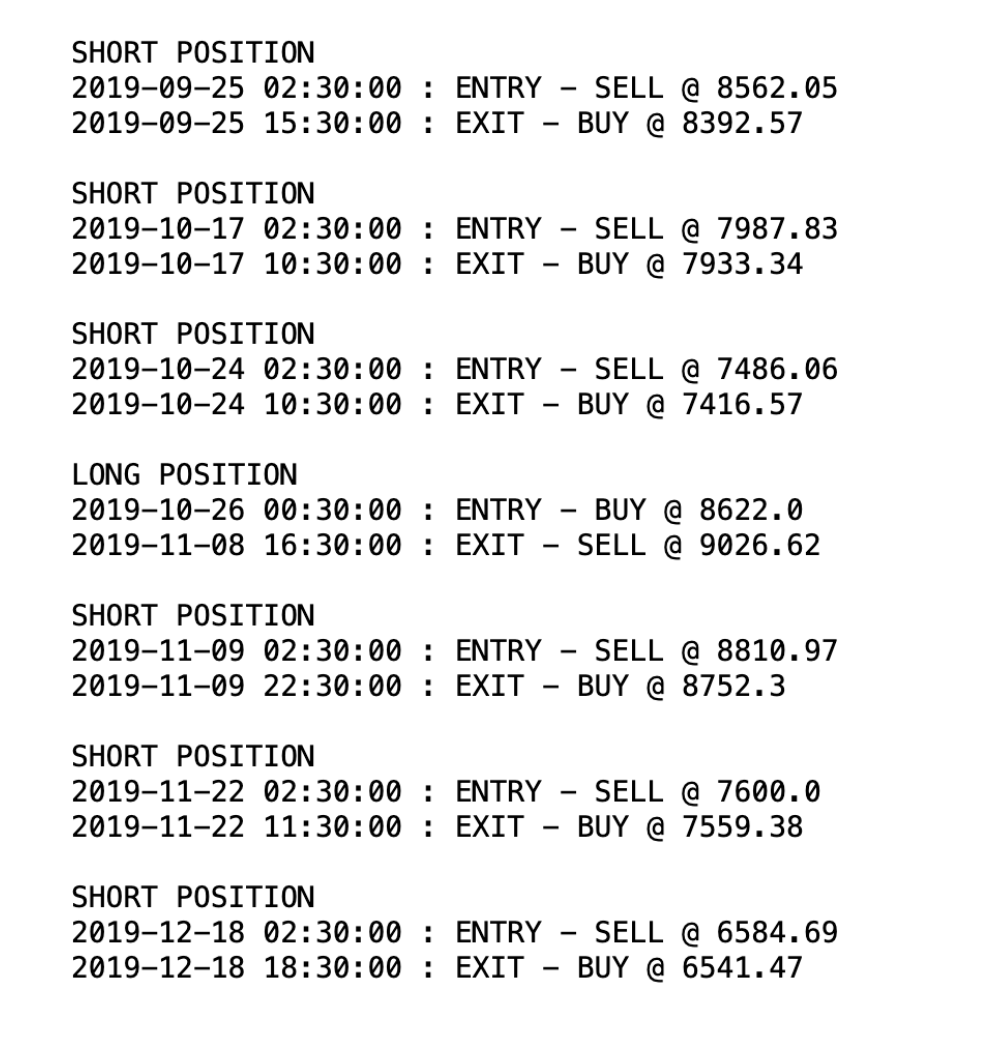 SHORT POSITION
2019-09-25 02:30:00 : ENTRY - SELL @ 8562.05
2019-09-25 15:30:00 : EXIT - BUY @ 8392.57
SHORT POSITION
2019-10-17 02:30:00 : ENTRY - SELL @ 7987.83
2019-10-17 10:30:00 : EXIT - BUY @ 7933.34
SHORT POSITION
2019-10-24 02:30:00 : ENTRY - SELL @ 7486.06
2019-10-24 10:30:00 : EXIT - BUY @ 7416.57
LONG POSITION
2019-10-26 00:30:00 : ENTRY - BUY @ 8622.0
2019-11-08 16:30:00 : EXIT - SELL @ 9026.62
SHORT POSITION
2019-11-09 02:30:00 : ENTRY - SELL @ 8810.97
2019-11-09 22:30:00 : EXIT - BUY @ 8752.3
SHORT POSITION
2019-11-22 02:30:00 : ENTRY - SELL @ 7600.0
2019-11-22 11:30:00 : EXIT - BUY @ 7559.38
SHORT POSITION
2019-12-18 02:30:00 : ENTRY - SELL @ 6584.69
2019-12-18 18:30:00 : EXIT - BUY @ 6541.47